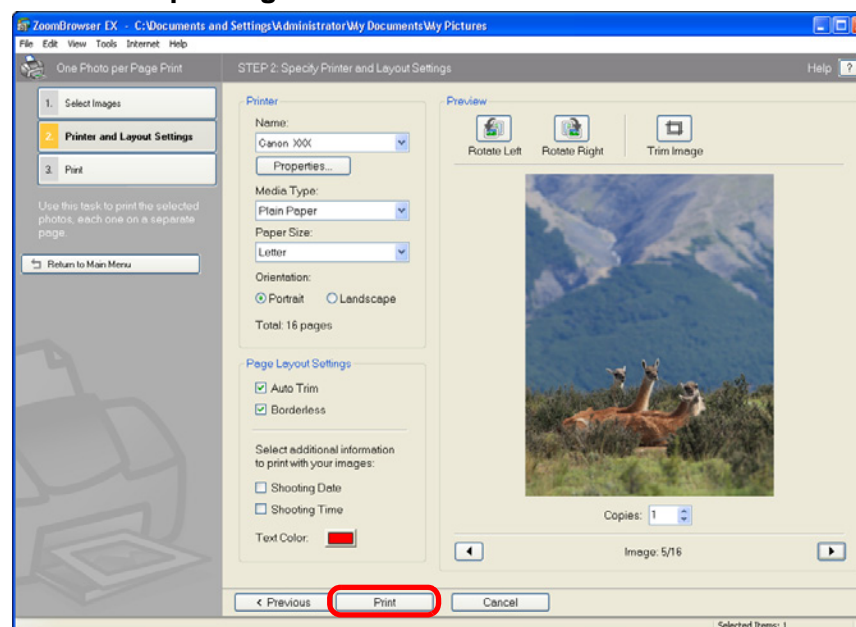 ZoomBrowser EX - C:\Documents and Settings\Administrator\My Documents\My Pictures
File Edit View Tools Internet Help
One Photo per Page Print
STEP 2: Specify Printer and Layout Settings
Help ?
1. Select Images
2. Printer and Layout Settings
3. Print
Use this task to print the selected
photos, each one on a separate
page.
Return to Main Menu
Printer
Name:
Canon XXX
Properties...
Media Type:
Plain Paper
Paper Size:
Letter
Orientation:
Portrait Landscape
Total: 16 pages
Page Layout Settings
Auto Trim
Borderless
Select additional information
to print with your images:
Shooting Date
Shooting Time
Text Color:
Preview
Rotate Left Rotate Right Trim Image
Copies: 1
Image: 5/16
< Previous Print Cancel
Selected Items: 1